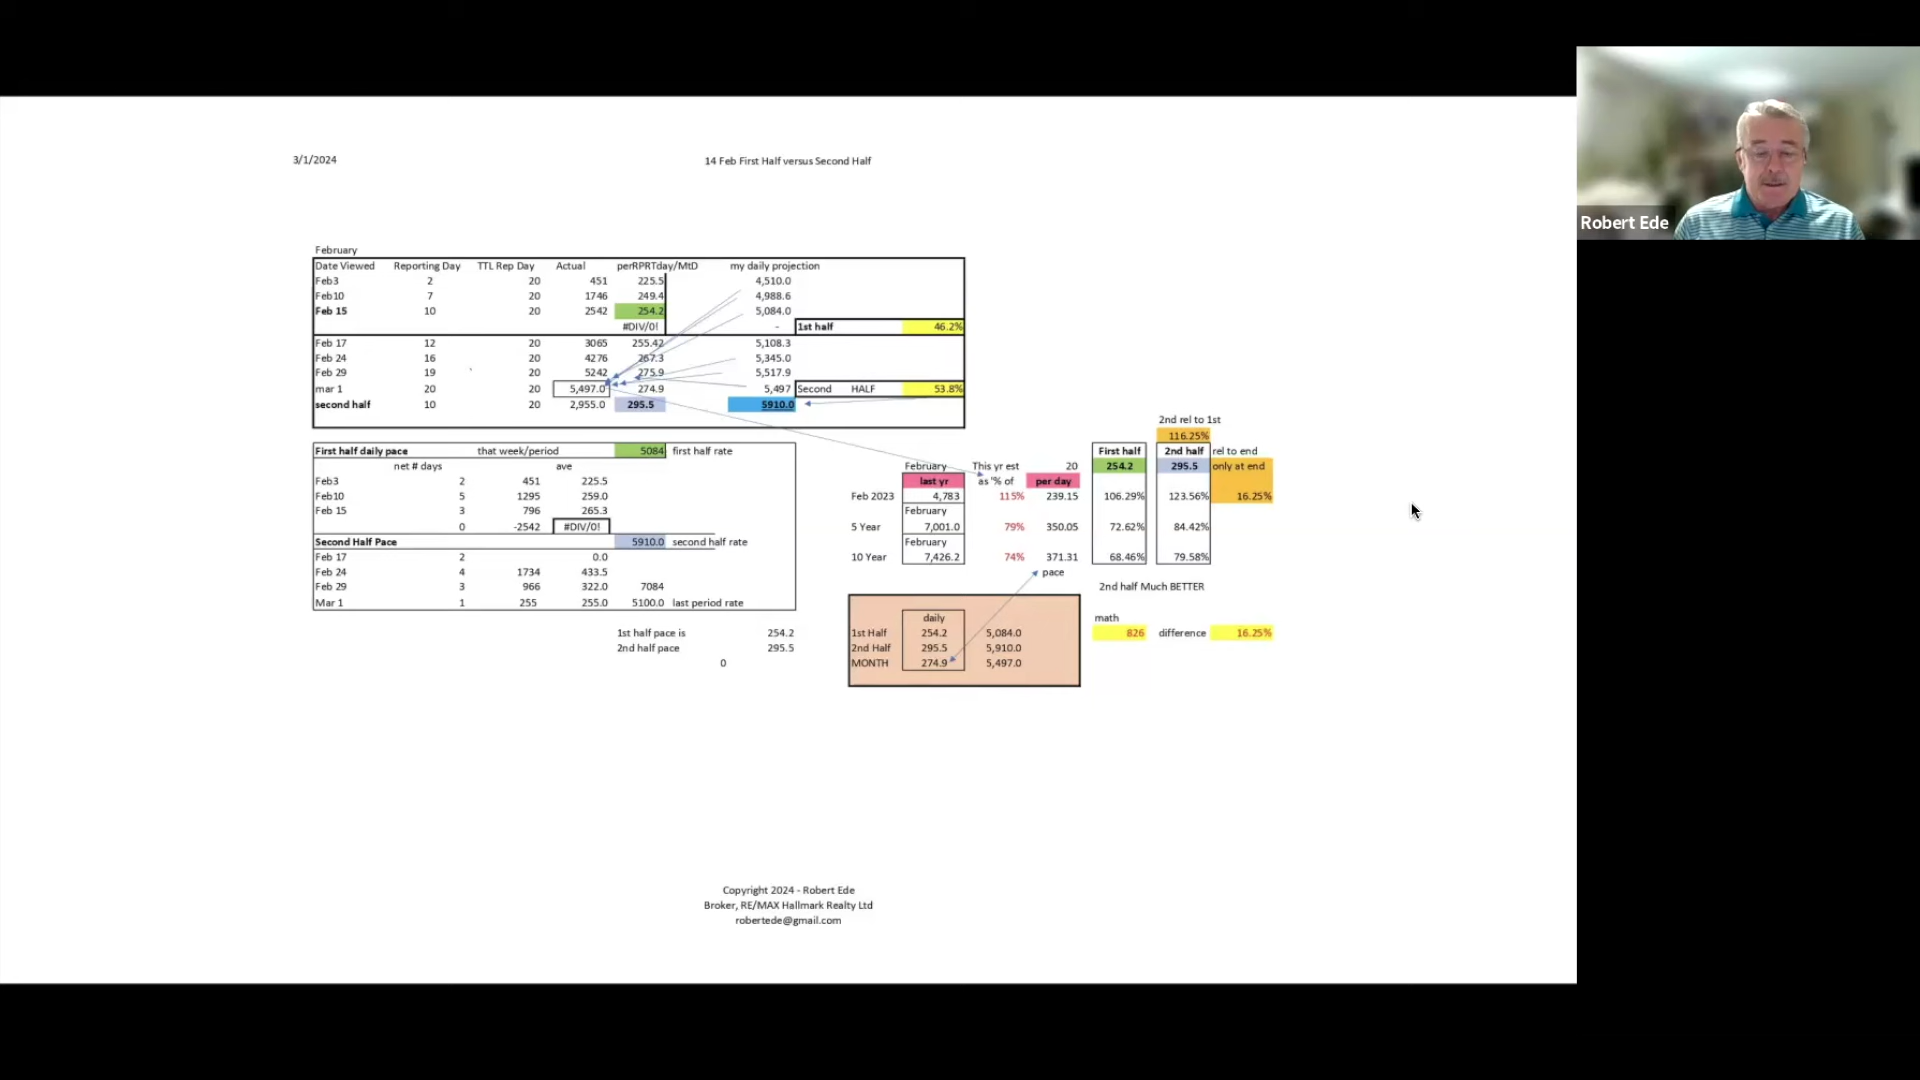 Robert Ede
3/1/2024
14 Feb First Half versus Second Half
February
Date Viewed Reporting Day TTL Rep Day Actual perRPRTday/MtD my daily projection
Feb3 2 20 451 225.5 4,510.0
Feb10 7 20 1746 249.4 4,988.6
Feb 15 10 20 2542 254.2 5,084.0
#DIV/0! - 1st half 46.2%
Feb 17 12 20 3065 255.42 5,108.3
Feb 24 16 20 4276 267.3 5,345.0
Feb 29 19 20 5242 275.9 5,517.9
mar 1 20 20 5,497.0 274.9 5,497 Second HALF 53.8%
second half 10 20 2,955.0 295.5 5910.0
First half daily pace that week/period 5084 first half rate
net # days ave
Feb3 2 451 225.5
Feb10 5 1295 259.0
Feb 15 3 796 265.3
0 -2542 #DIV/0!
Second Half Pace 5910.0 second half rate
Feb 17 2 0.0
Feb 24 4 1734 433.5
Feb 29 3 966 322.0 7084
Mar 1 1 255 255.0 5100.0 last period rate
1st half pace is 254.2
2nd half pace 295.5
0
2nd rel to 1st
116.25%
First half 2nd half rel to end
February This yr est 20 254.2 295.5 only at end
last yr as '% of per day
Feb 2023 4,783 115% 239.15 106.29% 123.56% 16.25%
February
5 Year 7,001.0 79% 350.05 72.62% 84.42%
February
10 Year 7,426.2 74% 371.31 68.46% 79.58%
pace
2nd half Much BETTER
daily
1st Half 254.2 5,084.0
2nd Half 295.5 5,910.0
MONTH 274.9 5,497.0
math
826 difference 16.25%
Copyright 2024 - Robert Ede
Broker, RE/MAX Hallmark Realty Ltd
robertede@gmail.com